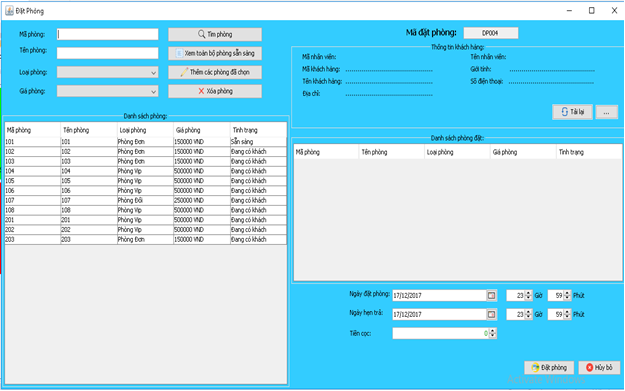 Đặt Phòng
Mã phòng:
Tìm phòng
Tên phòng:
Xem toàn bộ phòng sẵn sàng
Loại phòng:
Thêm các phòng đã chọn
Giá phòng:
Xóa phòng
Danh sách phòng:
Mã phòng Tên phòng Loại phòng Giá phòng Tình trạng
101 101 Phòng Đơn 150000 VND Sẵn sàng
102 102 Phòng Đơn 150000 VND Đang có khách
103 103 Phòng Đơn 150000 VND Đang có khách
104 104 Phòng Vip 500000 VND Đang có khách
105 105 Phòng Vip 500000 VND Đang có khách
106 106 Phòng Vip 500000 VND Đang có khách
107 107 Phòng Đôi 250000 VND Đang có khách
108 108 Phòng Vip 500000 VND Đang có khách
201 201 Phòng Vip 500000 VND Đang có khách
202 202 Phòng Vip 500000 VND Đang có khách
203 203 Phòng Đơn 150000 VND Đang có khách
Mã đặt phòng: DP004
Thông tin khách hàng:
Mã nhân viên: Tên nhân viên:
Mã khách hàng: Giới tính:
Tên khách hàng: Số điện thoại:
Địa chỉ:
Tải lại ...
Danh sách phòng đặt:
Mã phòng Tên phòng Loại phòng Giá phòng Tình trạng
Ngày đặt phòng: 17/12/2017 23 Giờ 59 Phút
Ngày hẹn trả: 17/12/2017 23 Giờ 59 Phút
Tiền cọc: 0
Đặt phòng Hủy bỏ